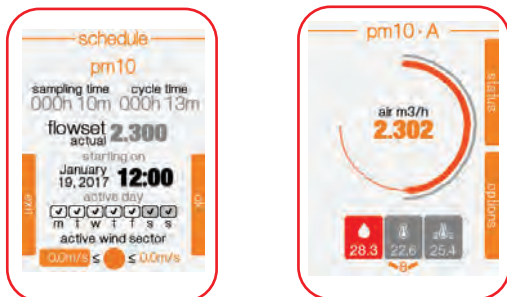 schedule
pm10
sampling time cycle time
000h 10m 000h 13m
flowset actual 2.300
starting on
January 19, 2017 12:00
active day
m t w t f s s
active wind sector
0.0m/s ≤ ≤ 0.0m/s
exit
ok
pm10 · A
air m3/h
2.302
28.3 22.6 25.4
8
status
options